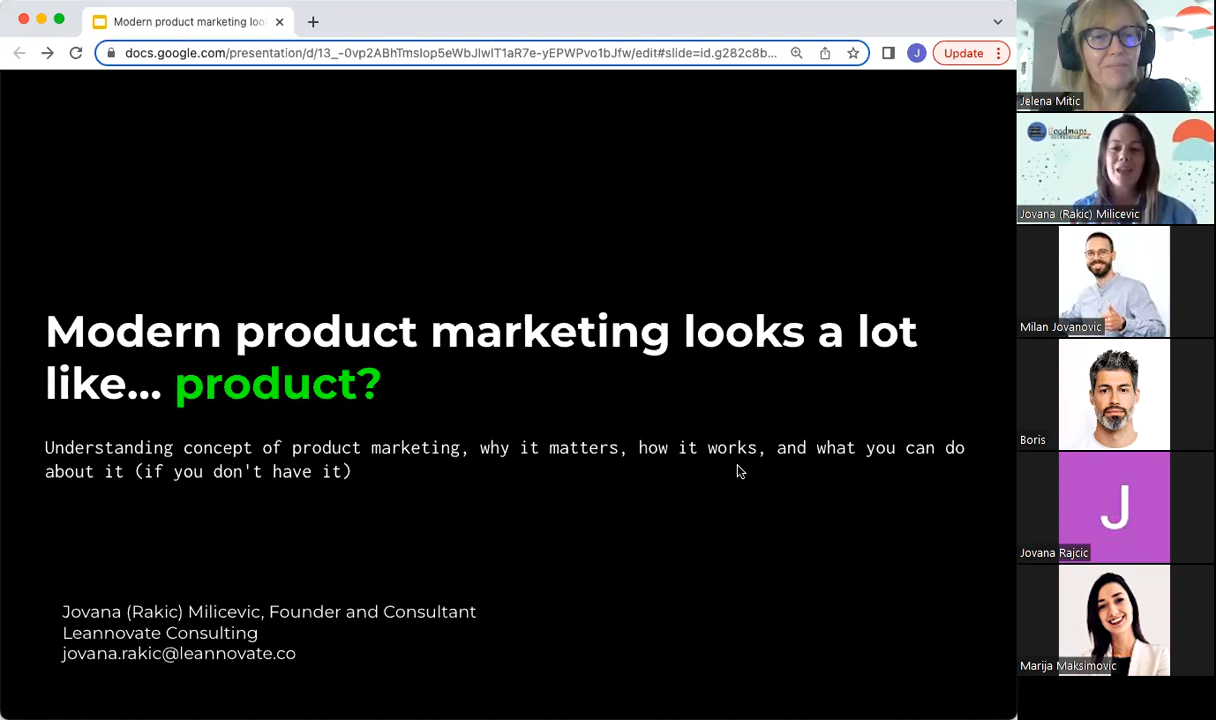 Modern product marketing loo
docs.google.com/presentation/d/13_-0vp2ABhTmsIop5eWbJIwIT1aR7e-yEPWPvo1bJfw/edit#slide=id.g282c8b...
J
Update
Modern product marketing looks a lot
like... product?
Understanding concept of product marketing, why it matters, how it works, and what you can do
about it (if you don't have it)
Jovana (Rakic) Milicevic, Founder and Consultant
Leannovate Consulting
jovana.rakic@leannovate.co
Jelena Mitic
Roadmaps
Jovana (Rakic) Milicevic
Milan Jovanovic
Boris
J
Jovana Rajcic
Marija Maksimovic